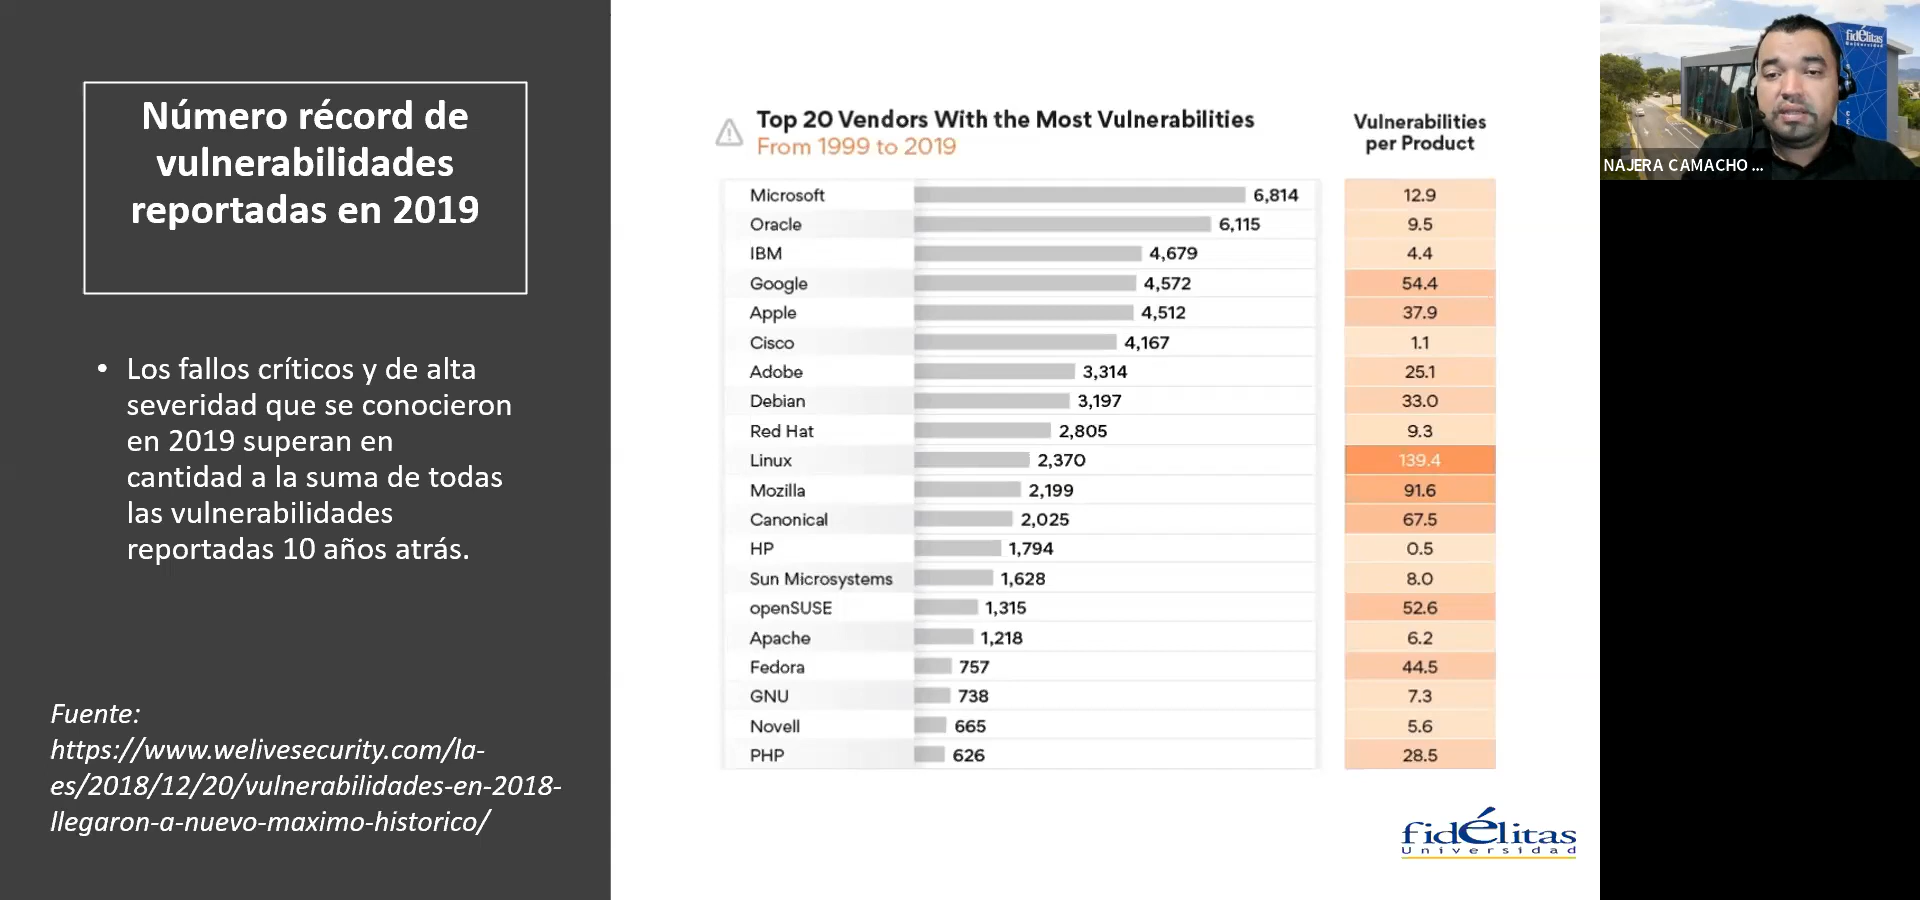 Número récord de
vulnerabilidades
reportadas en 2019
• Los fallos críticos y de alta
severidad que se conocieron
en 2019 superan en
cantidad a la suma de todas
las vulnerabilidades
reportadas 10 años atrás.
Fuente:
https://www.welivesecurity.com/la-
es/2018/12/20/vulnerabilidades-en-2018-
llegaron-a-nuevo-maximo-historico/
Top 20 Vendors With the Most Vulnerabilities
From 1999 to 2019
Vulnerabilities
per Product
Microsoft 6,814 12.9
Oracle 6,115 9.5
IBM 4,679 4.4
Google 4,572 54.4
Apple 4,512 37.9
Cisco 4,167 1.1
Adobe 3,314 25.1
Debian 3,197 33.0
Red Hat 2,805 9.3
Linux 2,370 139.4
Mozilla 2,199 91.6
Canonical 2,025 67.5
HP 1,794 0.5
Sun Microsystems 1,628 8.0
openSUSE 1,315 52.6
Apache 1,218 6.2
Fedora 757 44.5
GNU 738 7.3
Novell 665 5.6
PHP 626 28.5
fidélitas
Universidad
fidélitas
Universidad
NAJERA CAMACHO ...